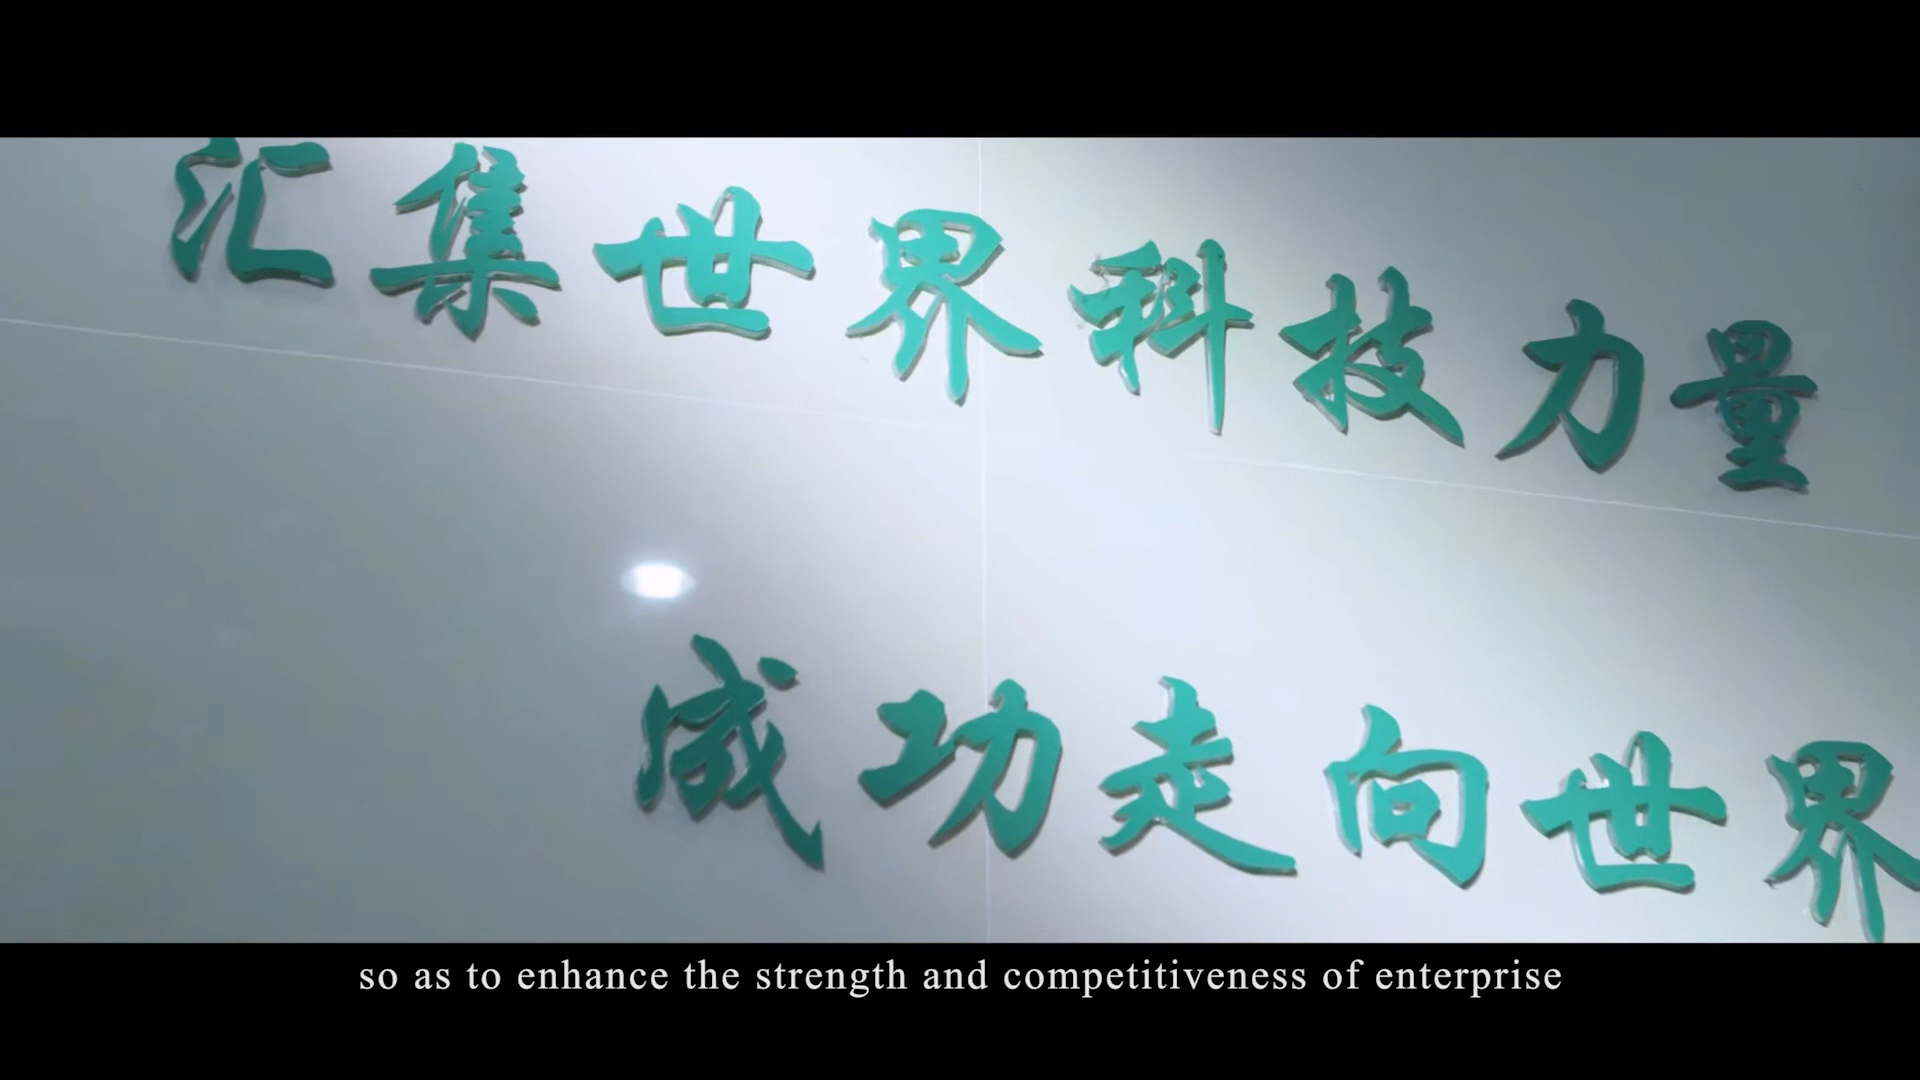 汇集世界科技力量
成功走向世界
so as to enhance the strength and competitiveness of enterprise